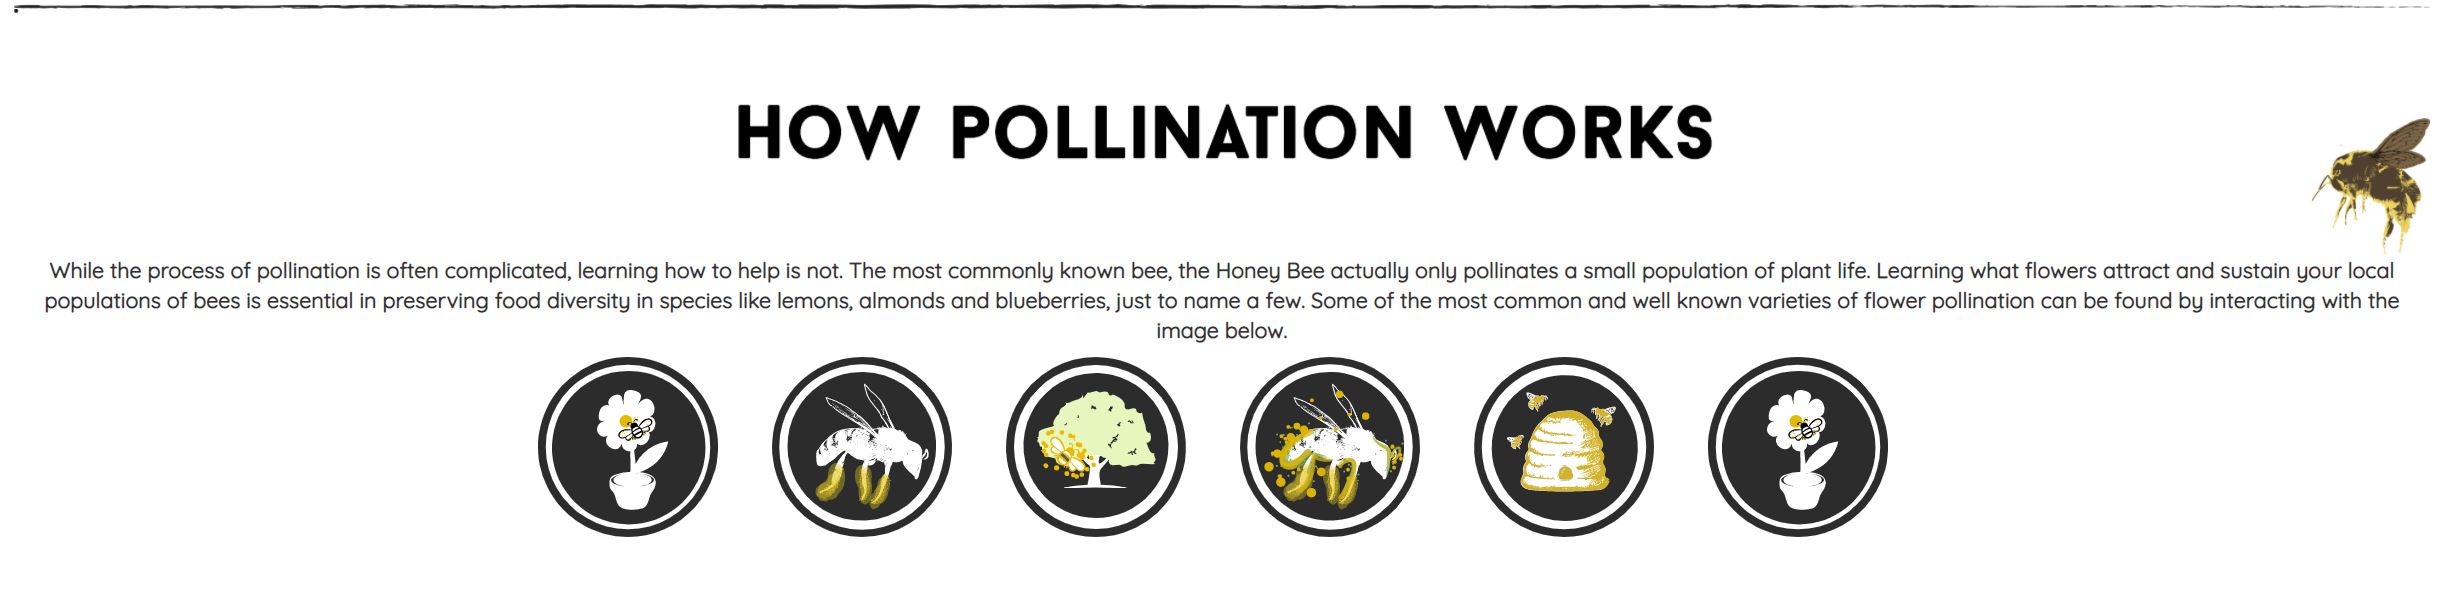 HOW POLLINATION WORKS
While the process of pollination is often complicated, learning how to help is not. The most commonly known bee, the Honey Bee actually only pollinates a small population of plant life. Learning what flowers attract and sustain your local
populations of bees is essential in preserving food diversity in species like lemons, almonds and blueberries, just to name a few. Some of the most common and well known varieties of flower pollination can be found by interacting with the
image below.